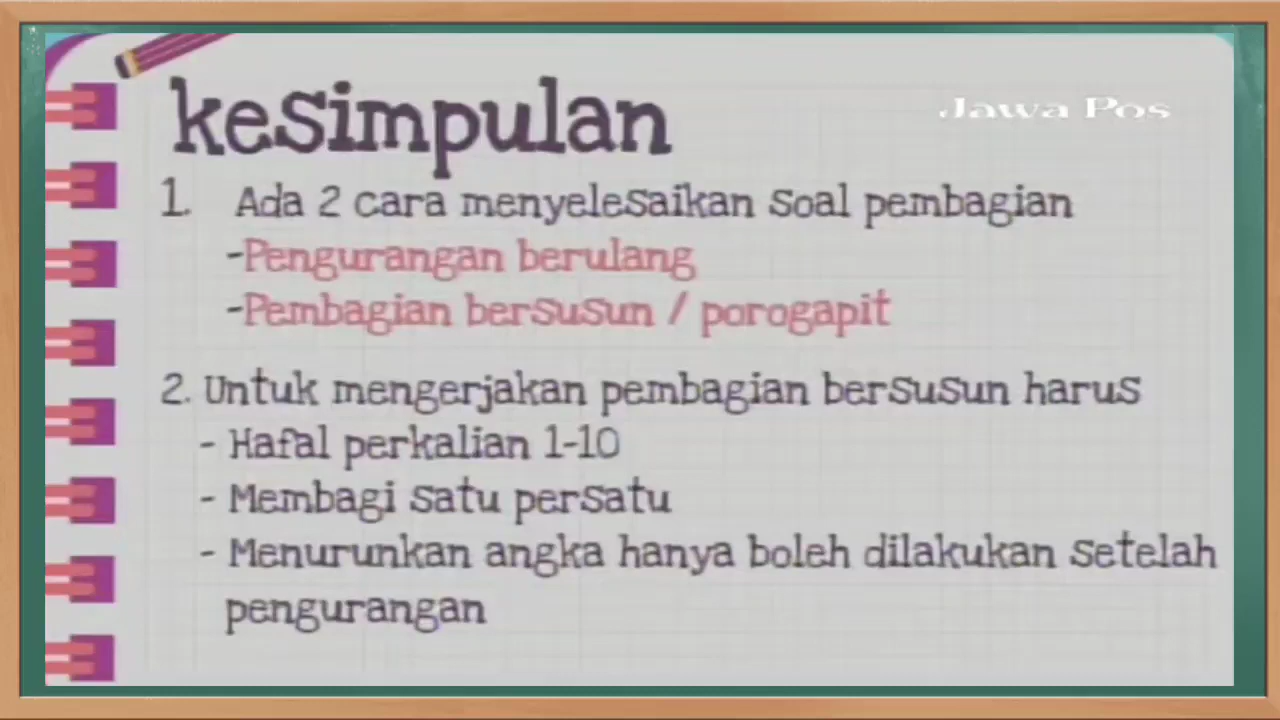 kesimpulan
Jawa Pos
1. Ada 2 cara menyelesaikan soal pembagian
-Pengurangan berulang
-Pembagian bersusun / porogapit
2. Untuk mengerjakan pembagian bersusun harus
- Hafal perkalian 1-10
- Membagi satu persatu
- Menurunkan angka hanya boleh dilakukan setelah
pengurangan